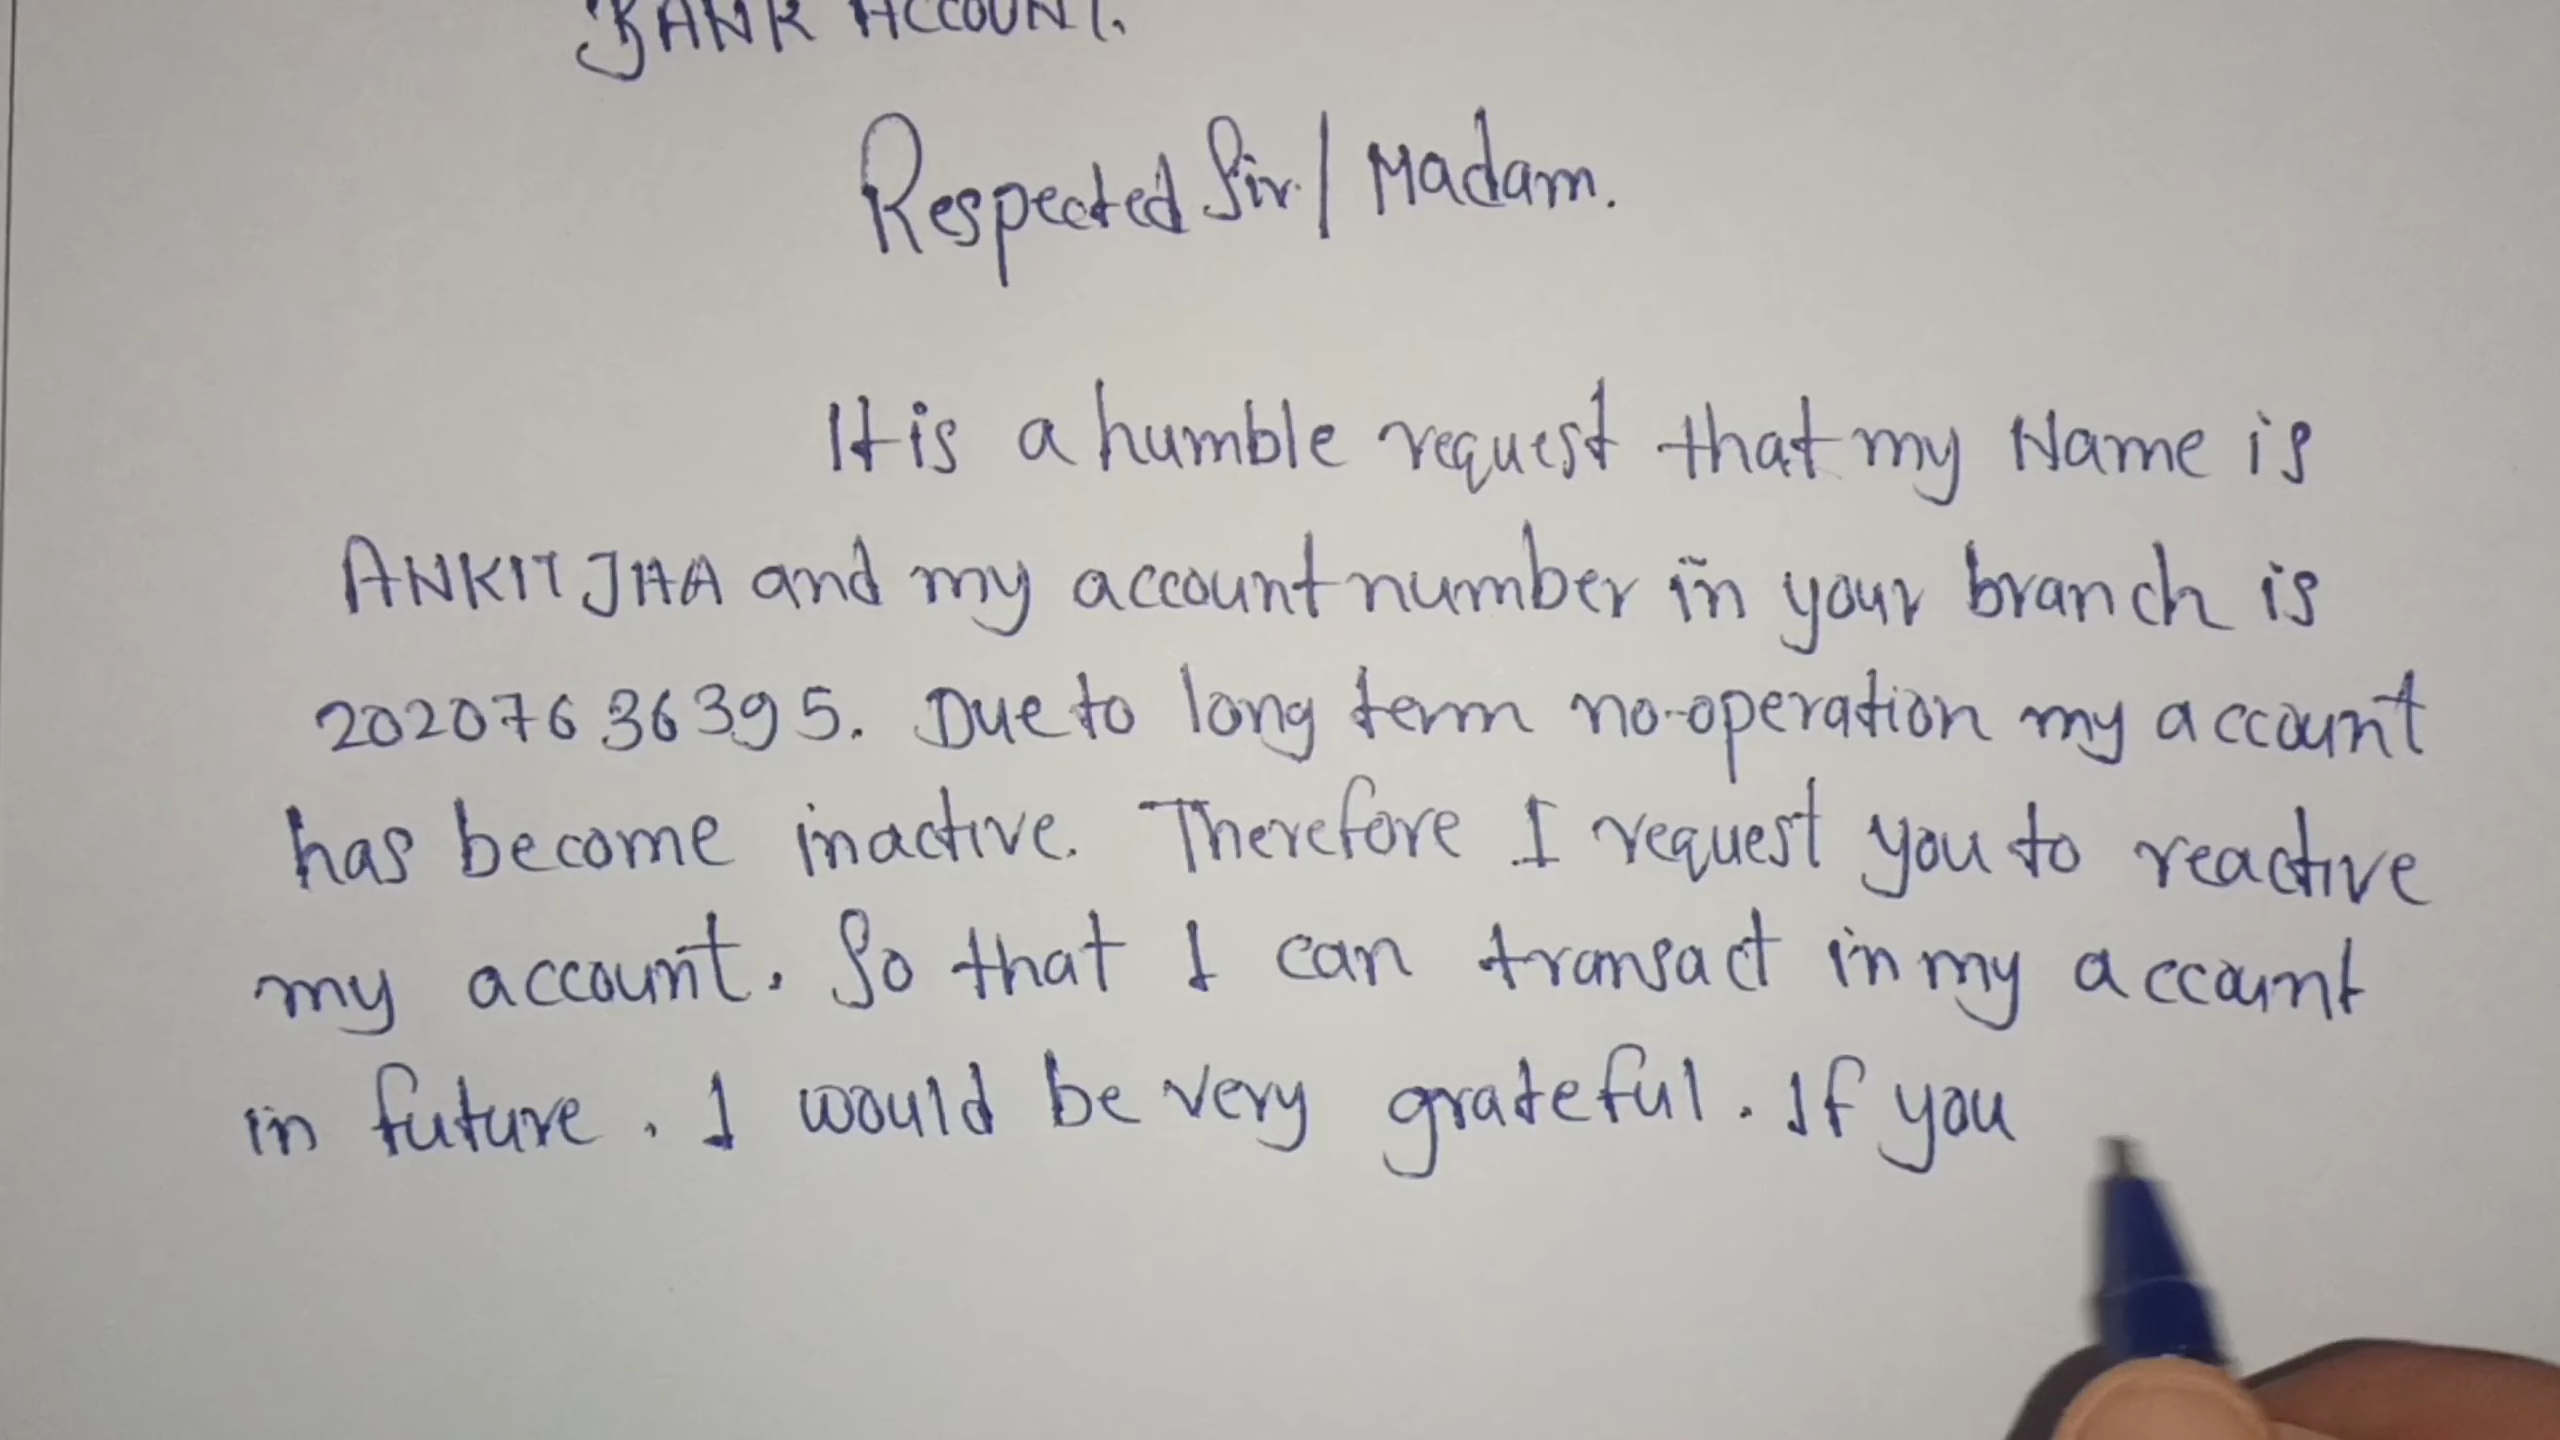 BANK ACCOUNT.
Respected Sir/Madam.
It is a humble request that my Name is
ANKIT JHA and my account number in your branch is
20207636395. Due to long term no-operation my account
has become inactive. Therefore I request you to reactive
my account. So that I can transact in my account
in future. I would be very grateful. If you